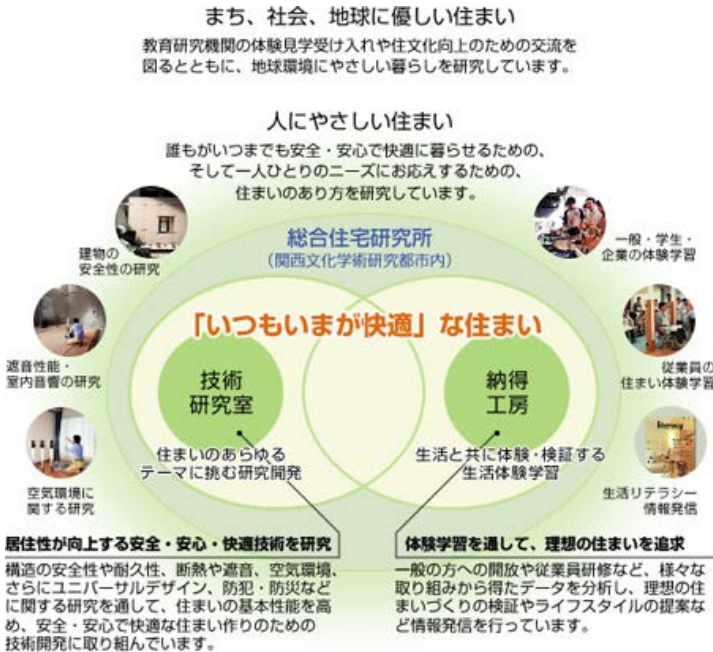 まち、社会、地球に優しい住まい
教育研究機関の体験見学受け入れや住文化向上のための交流を
図るとともに、地球環境にやさしい暮らしを研究しています。
人にやさしい住まい
誰もがいつまでも安全・安心で快適に暮らせるための、
そして一人ひとりのニーズにお応えするための、
住まいのあり方を研究しています。
総合住宅研究所
（関西文化学術研究都市内）
建物の
安全性の研究
一般・学生・
企業の体験学習
「いつもいまが快適」な住まい
遮音性能・
室内音響の研究
技術
研究室
納得
工房
従業員の
住まい体験学習
住まいのあらゆる
テーマに挑む研究開発
生活と共に体験・検証する
生活体験学習
literacy
空気環境に
関する研究
生活リテラシー
情報発信
居住性が向上する安全・安心・快適技術を研究
構造の安全性や耐久性、断熱や遮音、空気環境、
さらにユニバーサルデザイン、防犯・防災など
に関する研究を通して、住まいの基本性能を高
め、安全・安心で快適な住まい作りのための
技術開発に取り組んでいます。
体験学習を通して、理想の住まいを追求
一般の方への開放や従業員研修など、様々な
取り組みから得たデータを分析し、理想の住
まいづくりの検証やライフスタイルの提案な
ど情報発信を行っています。